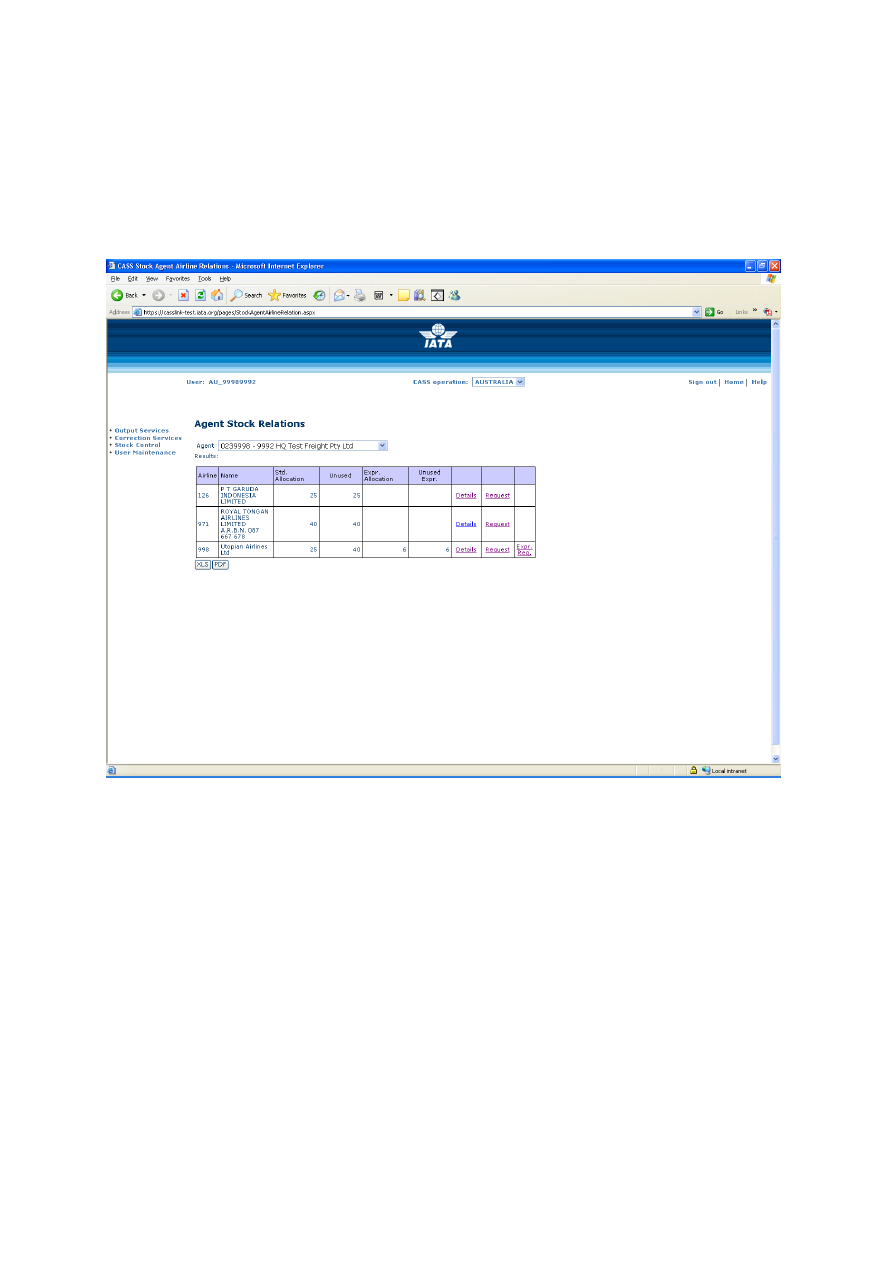 CASS Stock Agent Airline Relations - Microsoft Internet Explorer
File Edit View Favorites Tools Help
Back Search Favorites
Address https://casslink-test.iata.org/pages/StockAgentAirlineRelation.aspx Go Links »
IATA
User: AU_99989992 CASS operation: AUSTRALIA Sign out | Home | Help
Agent Stock Relations
• Output Services
• Correction Services
• Stock Control
• User Maintenance
Agent 0239998 - 9992 HQ Test Freight Pty Ltd
Results:
Airline Name Std. Allocation Unused Expr. Allocation Unused Expr.
126 P T GARUDA INDONESIA LIMITED 25 25 Details Request
971 ROYAL TONGAN AIRLINES LIMITED A.R.B.N. 087 667 678 40 40 Details Request
998 Utopian Airlines Ltd 25 40 6 6 Details Request Expr. Req.
XLS PDF
Local intranet